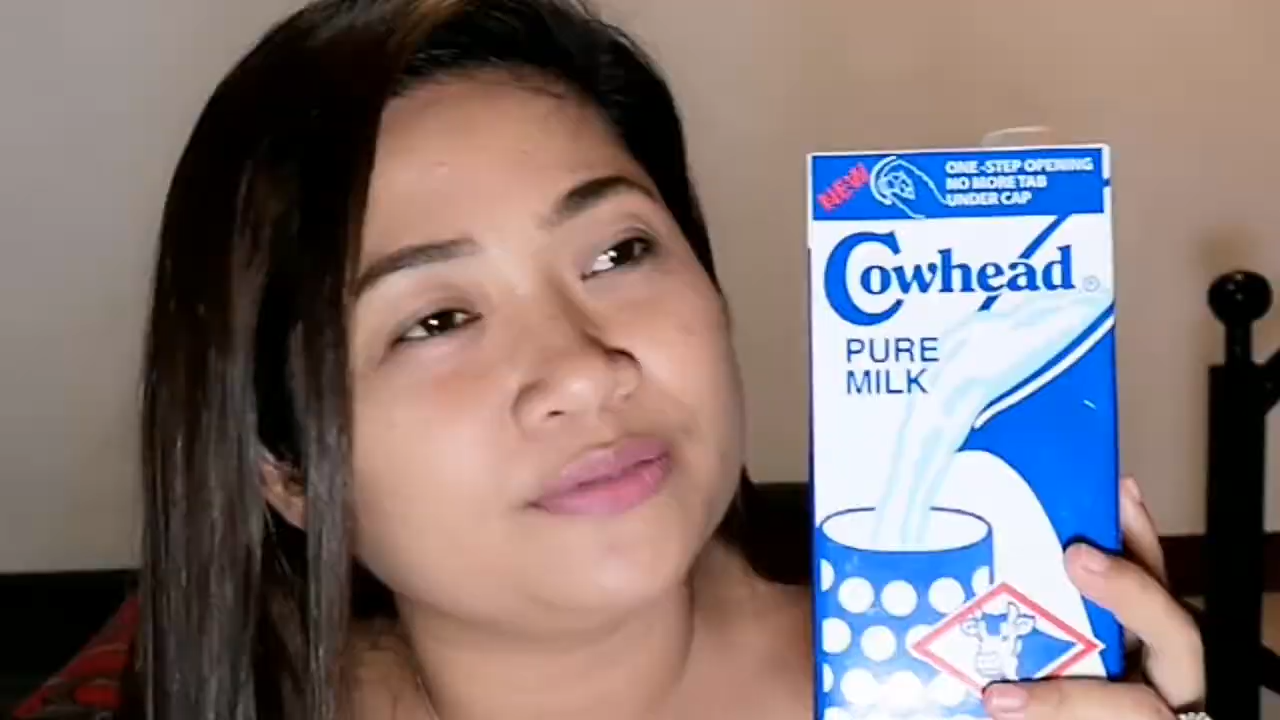 NEW
ONE-STEP OPENING
NO MORE TAB
UNDER CAP
Cowhead®
PURE
MILK